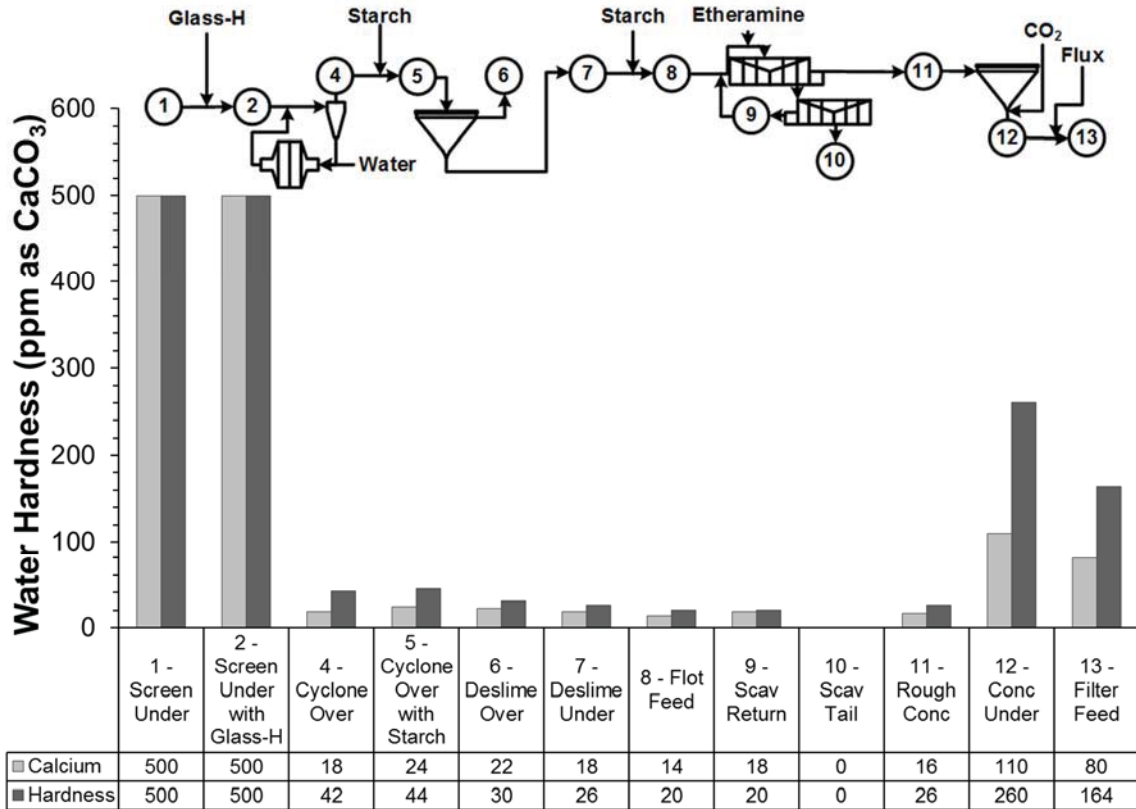 Glass-H
Starch
Starch
Etheramine
CO₂
Flux
1
2
4
5
6
7
8
9
10
11
12
13
Water
Water Hardness (ppm as CaCO₃)
600
500
400
300
200
100
0
1 - Screen Under
2 - Screen Under with Glass-H
4 - Cyclone Over
5 - Cyclone Over with Starch
6 - Deslime Over
7 - Deslime Under
8 - Flot Feed
9 - Scav Return
10 - Scav Tail
11 - Rough Conc
12 - Conc Under
13 - Filter Feed
Calcium 500 500 18 24 22 18 14 18 0 16 110 80
Hardness 500 500 42 44 30 26 20 20 0 26 260 164